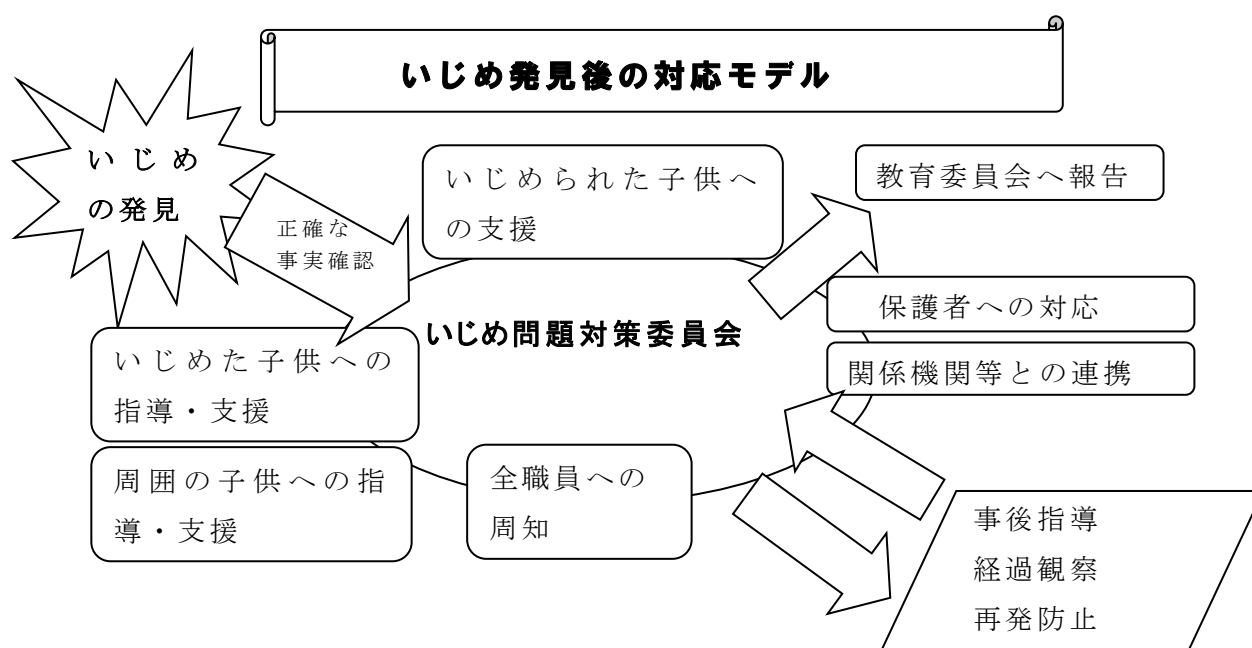 いじめ発見後の対応モデル
いじめ
の発見
正確な
事実確認
いじめられた子供へ
の支援
教育委員会へ報告
保護者への対応
関係機関等との連携
いじめ問題対策委員会
いじめた子供への
指導・支援
周囲の子供への指
導・支援
全職員への
周知
事後指導
経過観察
再発防止